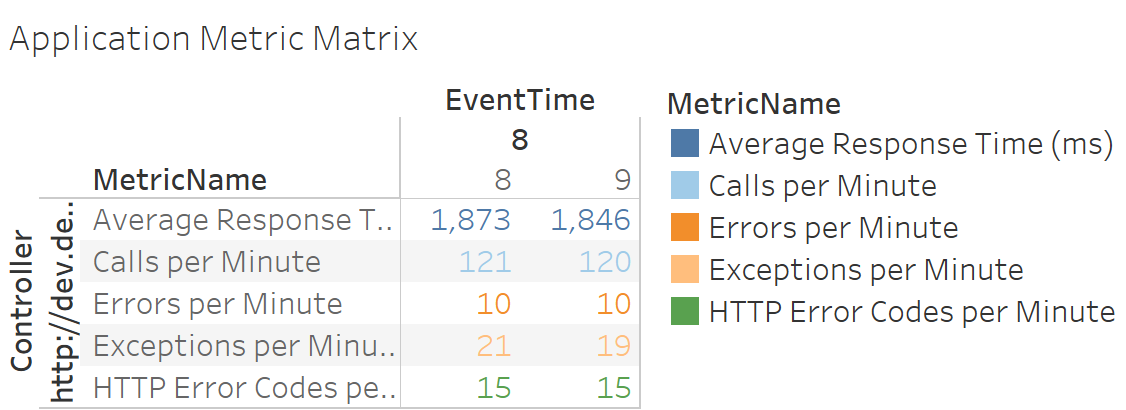 Application Metric Matrix
EventTime
8
MetricName 8 9
Controller
http://dev.de..
Average Response T.. 1,873 1,846
Calls per Minute 121 120
Errors per Minute 10 10
Exceptions per Minu.. 21 19
HTTP Error Codes pe.. 15 15
MetricName
Average Response Time (ms)
Calls per Minute
Errors per Minute
Exceptions per Minute
HTTP Error Codes per Minute